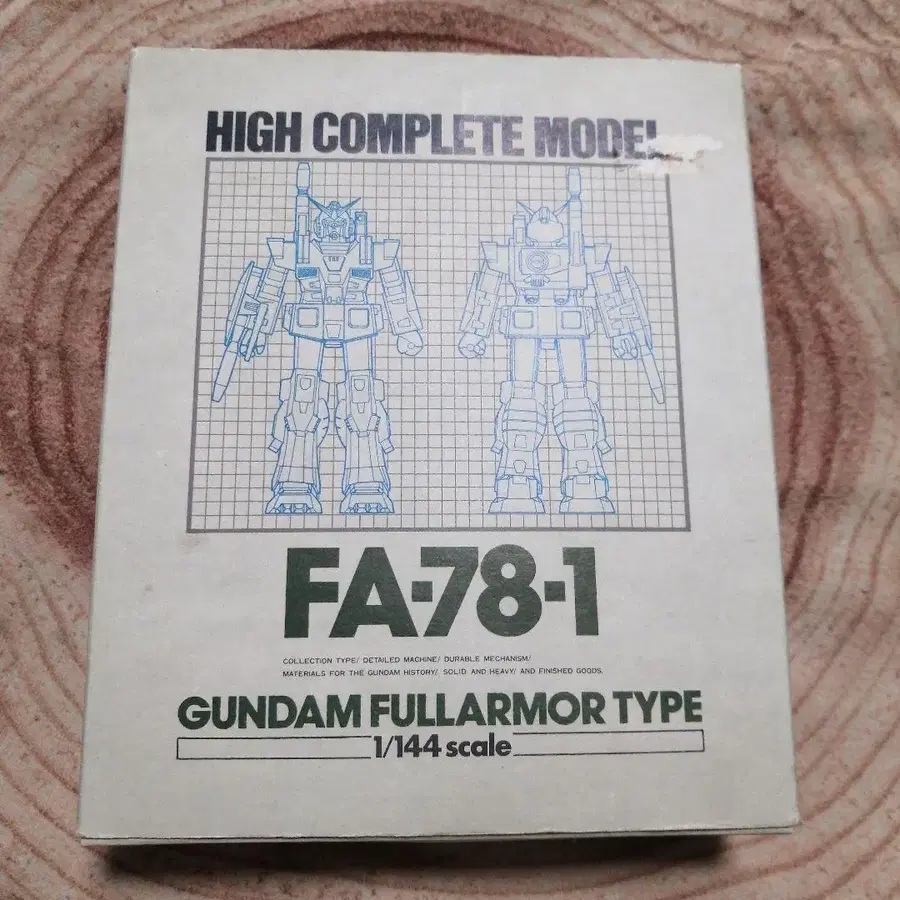 HIGH COMPLETE MODEL
FA-78-1
COLLECTION TYPE/ DETAILED MACHINE/ DURABLE MECHANISM/
MATERIALS FOR THE GUNDAM HISTORY/ SOLID AND HEAVY/ AND FINISHED GOODS.
GUNDAM FULLARMOR TYPE
1/144 scale